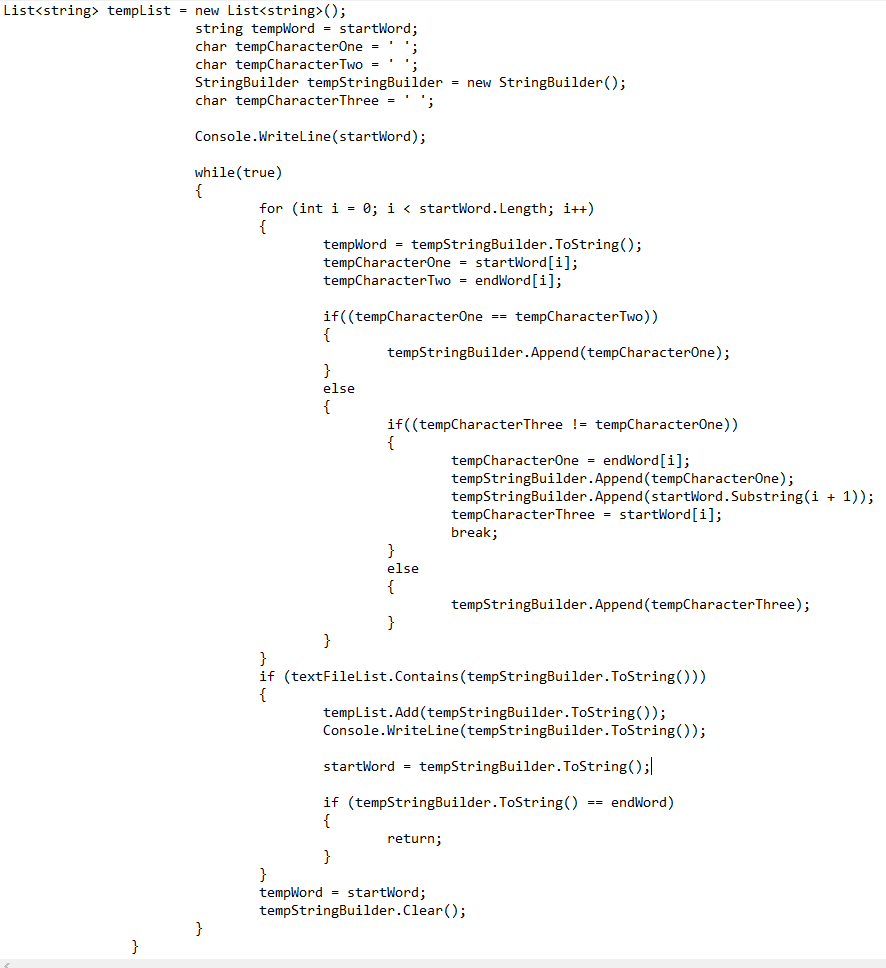 List<string> tempList = new List<string>();
string tempWord = startWord;
char tempCharacterOne = ' ';
char tempCharacterTwo = ' ';
StringBuilder tempStringBuilder = new StringBuilder();
char tempCharacterThree = ' ';
Console.WriteLine(startWord);
while(true)
{
for (int i = 0; i < startWord.Length; i++)
{
tempWord = tempStringBuilder.ToString();
tempCharacterOne = startWord[i];
tempCharacterTwo = endWord[i];
if((tempCharacterOne == tempCharacterTwo))
{
tempStringBuilder.Append(tempCharacterOne);
}
else
{
if((tempCharacterThree != tempCharacterOne))
{
tempCharacterOne = endWord[i];
tempStringBuilder.Append(tempCharacterOne);
tempStringBuilder.Append(startWord.Substring(i + 1));
tempCharacterThree = startWord[i];
break;
}
else
{
tempStringBuilder.Append(tempCharacterThree);
}
}
}
if (textFileList.Contains(tempStringBuilder.ToString()))
{
tempList.Add(tempStringBuilder.ToString());
Console.WriteLine(tempStringBuilder.ToString());
startWord = tempStringBuilder.ToString();
if (tempStringBuilder.ToString() == endWord)
{
return;
}
}
tempWord = startWord;
tempStringBuilder.Clear();
}
}